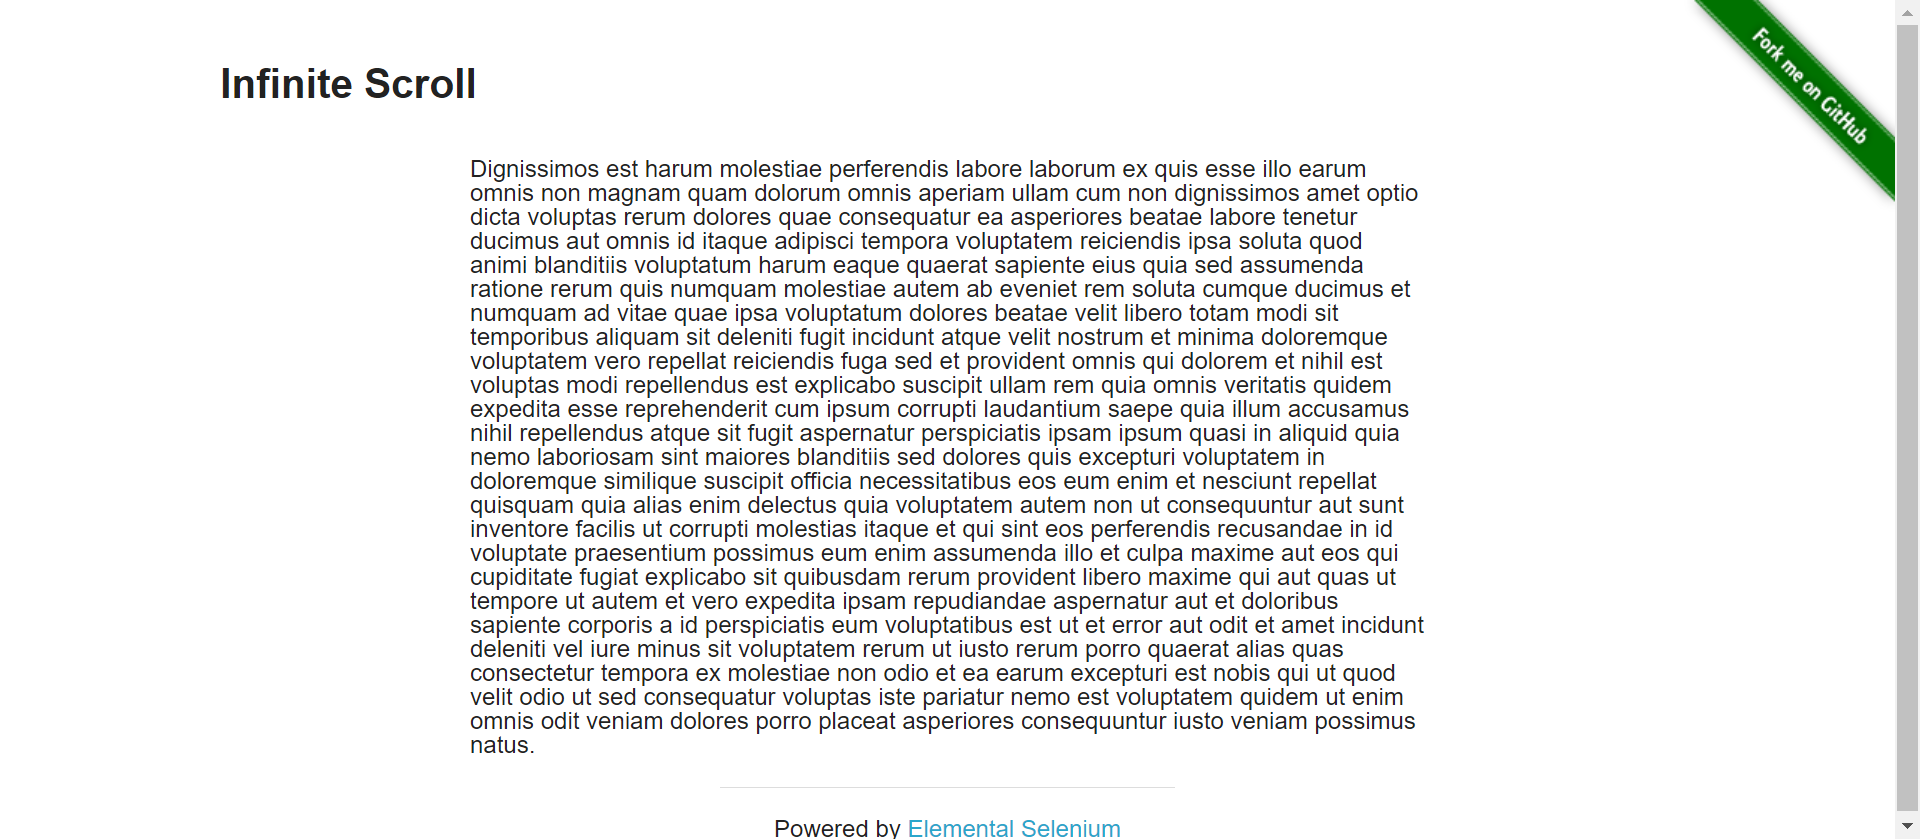 Fork me on GitHub
Infinite Scroll
Dignissimos est harum molestiae perferendis labore laborum ex quis esse illo earum
omnis non magnam quam dolorum omnis aperiam ullam cum non dignissimos amet optio
dicta voluptas rerum dolores quae consequatur ea asperiores beatae labore tenetur
ducimus aut omnis id itaque adipisci tempora voluptatem reiciendis ipsa soluta quod
animi blanditiis voluptatum harum eaque quaerat sapiente eius quia sed assumenda
ratione rerum quis numquam molestiae autem ab eveniet rem soluta cumque ducimus et
numquam ad vitae quae ipsa voluptatum dolores beatae velit libero totam modi sit
temporibus aliquam sit deleniti fugit incidunt atque velit nostrum et minima doloremque
voluptatem vero repellat reiciendis fuga sed et provident omnis qui dolorem et nihil est
voluptas modi repellendus est explicabo suscipit ullam rem quia omnis veritatis quidem
expedita esse reprehenderit cum ipsum corrupti laudantium saepe quia illum accusamus
nihil repellendus atque sit fugit aspernatur perspiciatis ipsam ipsum quasi in aliquid quia
nemo laboriosam sint maiores blanditiis sed dolores quis excepturi voluptatem in
doloremque similique suscipit officia necessitatibus eos eum enim et nesciunt repellat
quisquam quia alias enim delectus quia voluptatem autem non ut consequuntur aut sunt
inventore facilis ut corrupti molestias itaque et qui sint eos perferendis recusandae in id
voluptate praesentium possimus eum enim assumenda illo et culpa maxime aut eos qui
cupiditate fugiat explicabo sit quibusdam rerum provident libero maxime qui aut quas ut
tempore ut autem et vero expedita ipsam repudiandae aspernatur aut et doloribus
sapiente corporis a id perspiciatis eum voluptatibus est ut et error aut odit et amet incidunt
deleniti vel iure minus sit voluptatem rerum ut iusto rerum porro quaerat alias quas
consectetur tempora ex molestiae non odio et ea earum excepturi est nobis qui ut quod
velit odio ut sed consequatur voluptas iste pariatur nemo est voluptatem quidem ut enim
omnis odit veniam dolores porro placeat asperiores consequuntur iusto veniam possimus
natus.
Powered by Elemental Selenium